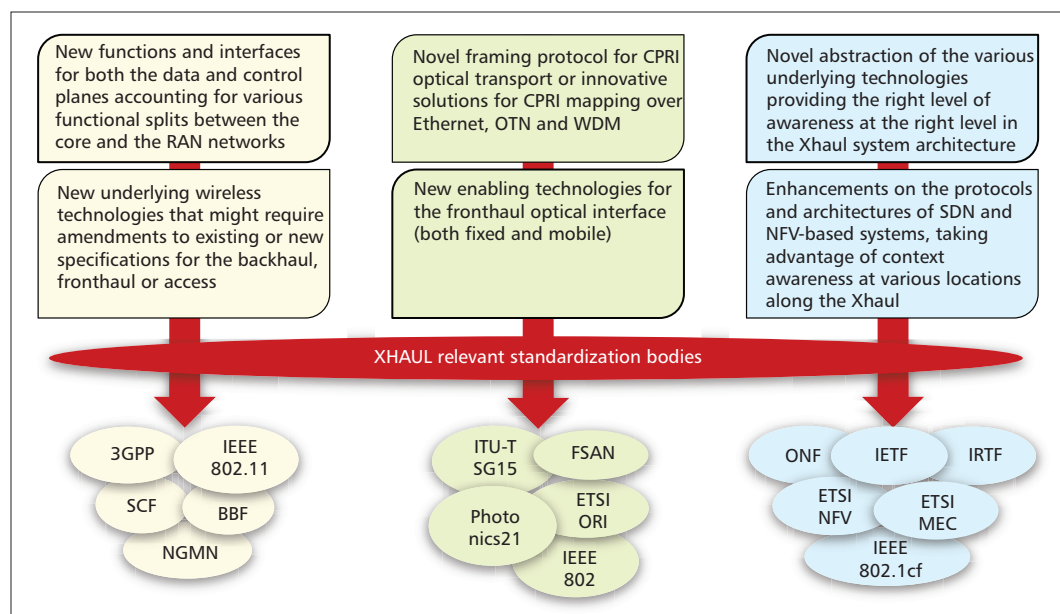 New functions and interfaces
for both the data and control
planes accounting for various
functional splits between the
core and the RAN networks
New underlying wireless
technologies that might require
amendments to existing or new
specifications for the backhaul,
fronthaul or access
Novel framing protocol for CPRI
optical transport or innovative
solutions for CPRI mapping over
Ethernet, OTN and WDM
New enabling technologies for
the fronthaul optical interface
(both fixed and mobile)
Novel abstraction of the various
underlying technologies
providing the right level of
awareness at the right level in
the Xhaul system architecture
Enhancements on the protocols
and architectures of SDN and
NFV-based systems, taking
advantage of context
awareness at various locations
along the Xhaul
XHAUL relevant standardization bodies
3GPP
IEEE
802.11
SCF
BBF
NGMN
ITU-T
SG15
FSAN
Photo
nics21
ETSI
ORI
IEEE
802
ONF
IETF
IRTF
ETSI
NFV
ETSI
MEC
IEEE
802.1cf